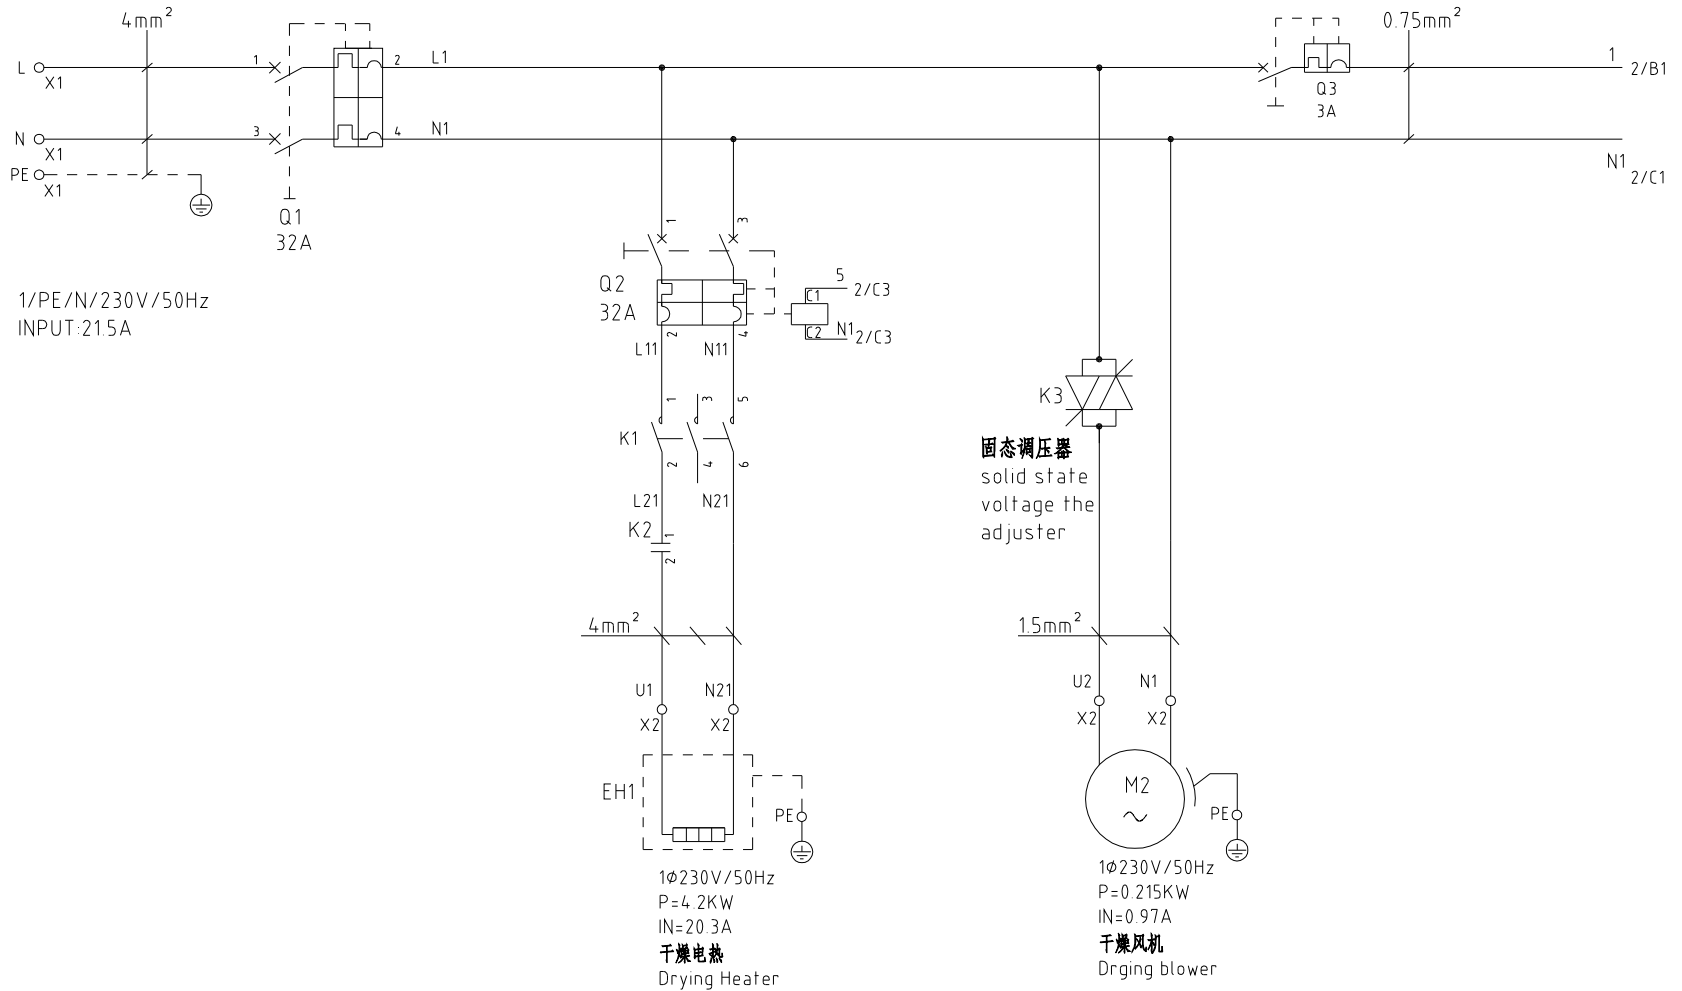 4mm²
0.75mm²
L
X1
1
2
L1
1
2/B1
Q3
3A
N
X1
3
4
N1
N1
2/C1
PE
X1
Q1
32A
1
3
Q2
32A
5
C1
2/C3
C2
N1
2/C3
1/PE/N/230V/50Hz
INPUT:21.5A
2
4
L11
N11
1
3
5
K1
2
4
6
K3
固态调压器
solid state
voltage the
adjuster
L21
N21
K2
1
2
4mm²
1.5mm²
U1
N21
X2
X2
U2
N1
X2
X2
EH1
PE
M2
PE
1ϕ230V/50Hz
P=4.2KW
IN=20.3A
干燥电热
Drying Heater
1ϕ230V/50Hz
P=0.215KW
IN=0.97A
干燥风机
Drging blower